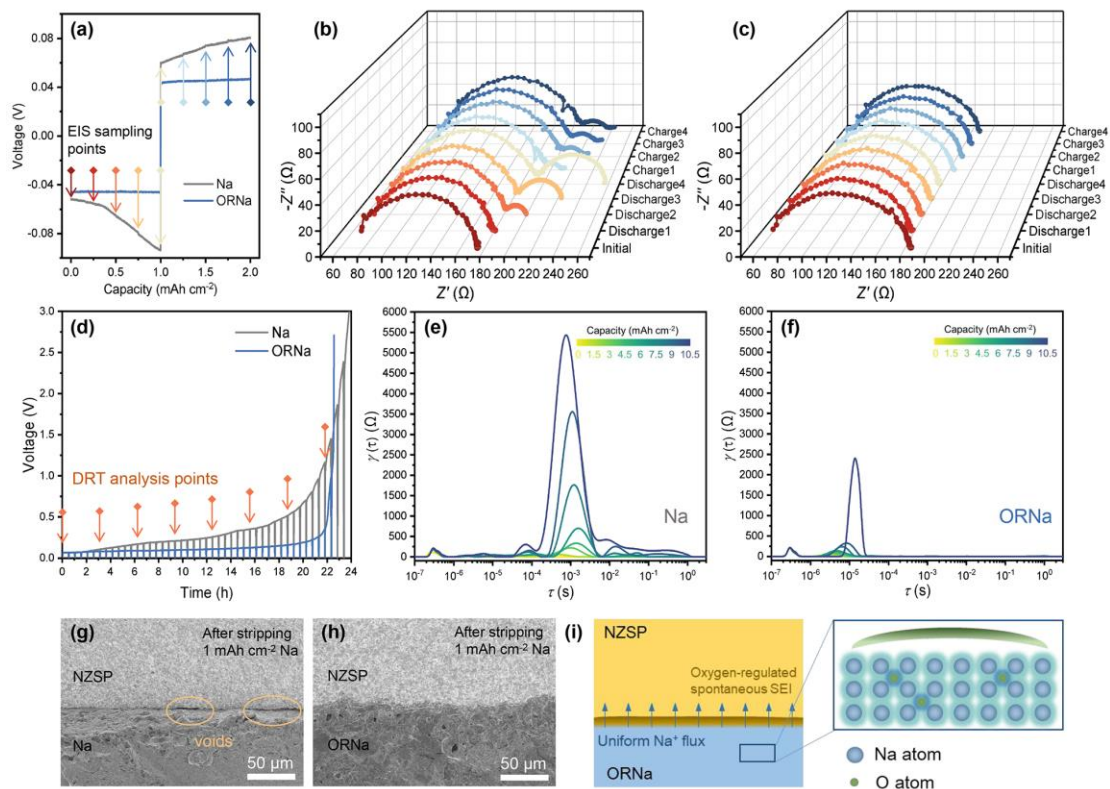 (a)
Voltage (V)
0.08
0.04
0.00
-0.04
-0.08
EIS sampling
points
Na
ORNa
0.0 0.5 1.0 1.5 2.0
Capacity (mAh cm-2)
(b)
-Z″ (Ω)
100
80
60
40
20
0
60 80 100 120 140 160 180 200 220 240 260
Z′ (Ω)
Charge4
Charge3
Charge2
Charge1
Discharge4
Discharge3
Discharge2
Discharge1
Initial
(c)
-Z″ (Ω)
100
80
60
40
20
0
60 80 100 120 140 160 180 200 220 240 260
Z′ (Ω)
Charge4
Charge3
Charge2
Charge1
Discharge4
Discharge3
Discharge2
Discharge1
Initial
(d)
Voltage (V)
3.0
2.5
2.0
1.5
1.0
0.5
0.0
Na
ORNa
DRT analysis points
0 2 4 6 8 10 12 14 16 18 20 22 24
Time (h)
(e)
γ (τ) (Ω)
6000
5500
5000
4500
4000
3500
3000
2500
2000
1500
1000
500
0
Capacity (mAh cm-2)
0 1.5 3 4.5 6 7.5 9 10.5
Na
10-7 10-6 10-5 10-4 10-3 10-2 10-1 100
τ (s)
(f)
γ (τ) (Ω)
6000
5500
5000
4500
4000
3500
3000
2500
2000
1500
1000
500
0
Capacity (mAh cm-2)
0 1.5 3 4.5 6 7.5 9 10.5
ORNa
10-7 10-6 10-5 10-4 10-3 10-2 10-1 100
τ (s)
(g)
After stripping
1 mAh cm-2 Na
NZSP
Na
voids
50 μm
(h)
After stripping
1 mAh cm-2 Na
NZSP
ORNa
50 μm
(i)
NZSP
Oxygen-regulated
spontaneous SEI
Uniform Na+ flux
ORNa
Na atom
O atom